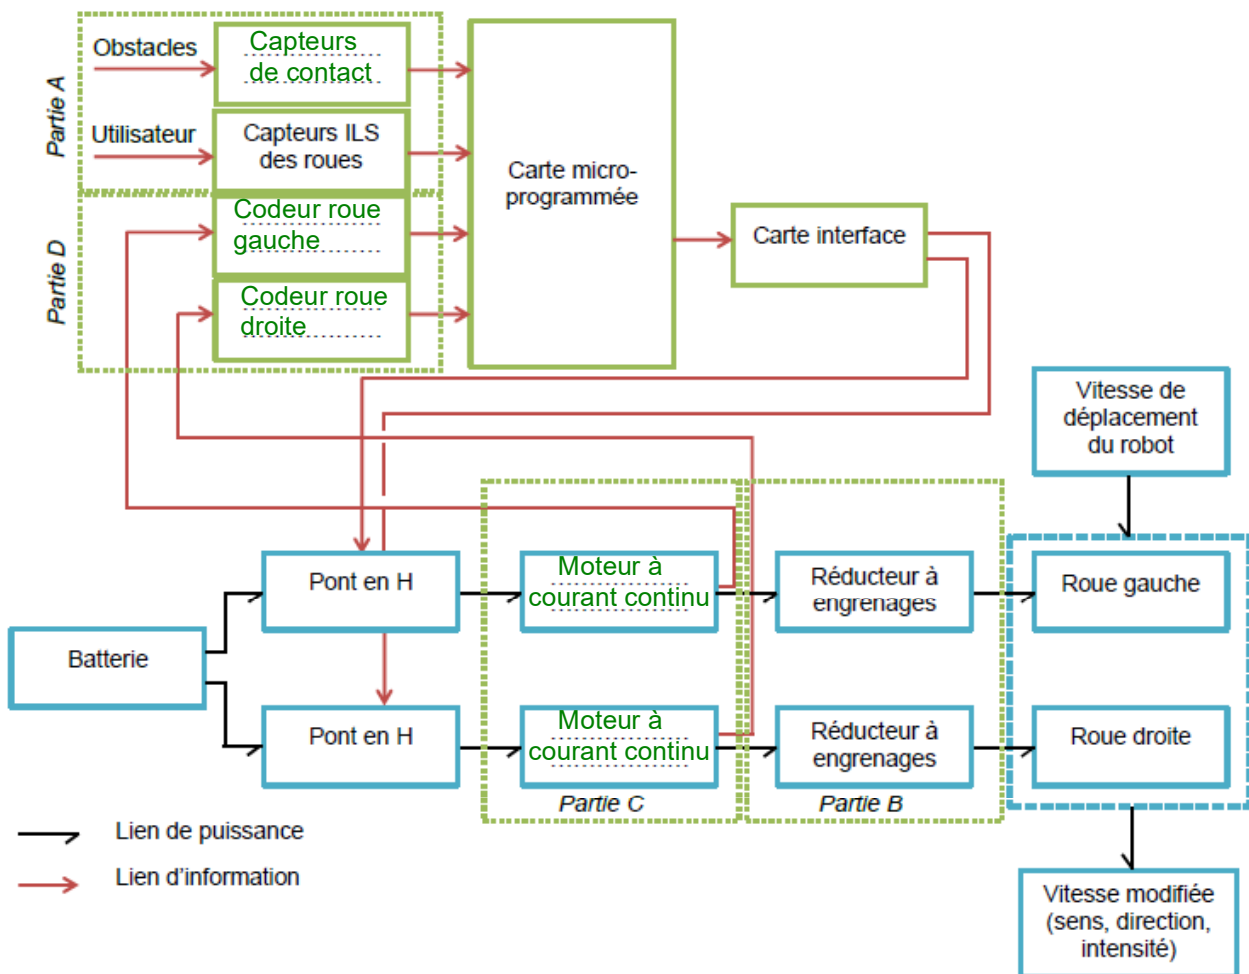 Partie A
Obstacles
Capteurs
de contact
Utilisateur
Capteurs ILS
des roues
Partie D
Codeur roue
gauche
Codeur roue
droite
Carte micro-
programmée
Carte interface
Vitesse de
déplacement
du robot
Batterie
Pont en H
Moteur à
courant continu
Réducteur à
engrenages
Roue gauche
Pont en H
Moteur à
courant continu
Réducteur à
engrenages
Roue droite
Partie C
Partie B
Lien de puissance
Lien d'information
Vitesse modifiée
(sens, direction,
intensité)